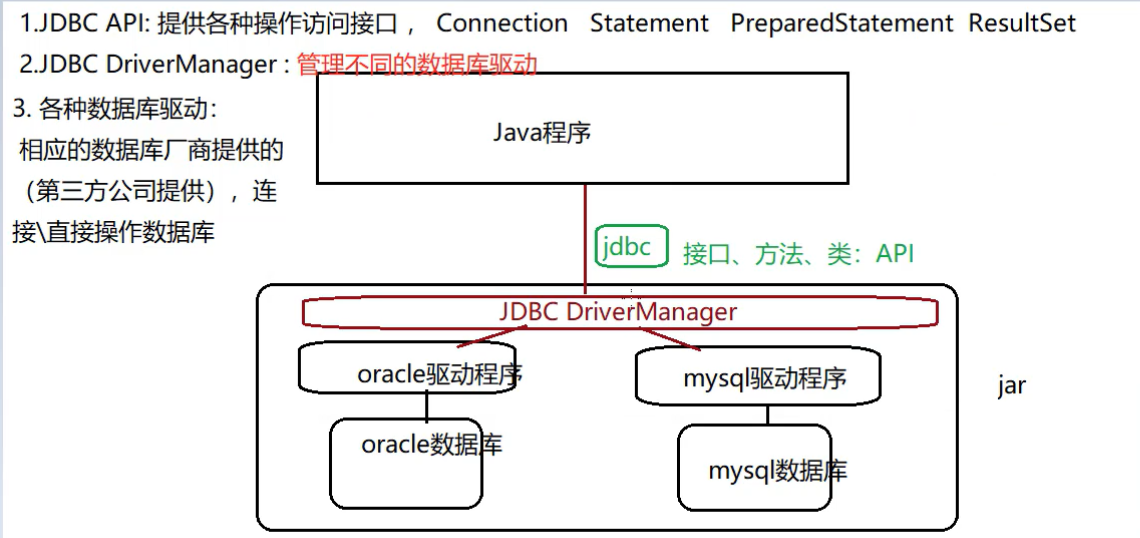 1.JDBC API: 提供各种操作访问接口， Connection Statement PreparedStatement ResultSet
2.JDBC DriverManager : 管理不同的数据库驱动
3. 各种数据库驱动：
相应的数据库厂商提供的
（第三方公司提供），连
接\直接操作数据库
Java程序
jdbc
接口、方法、类：API
JDBC DriverManager
oracle驱动程序
mysql驱动程序
jar
oracle数据库
mysql数据库